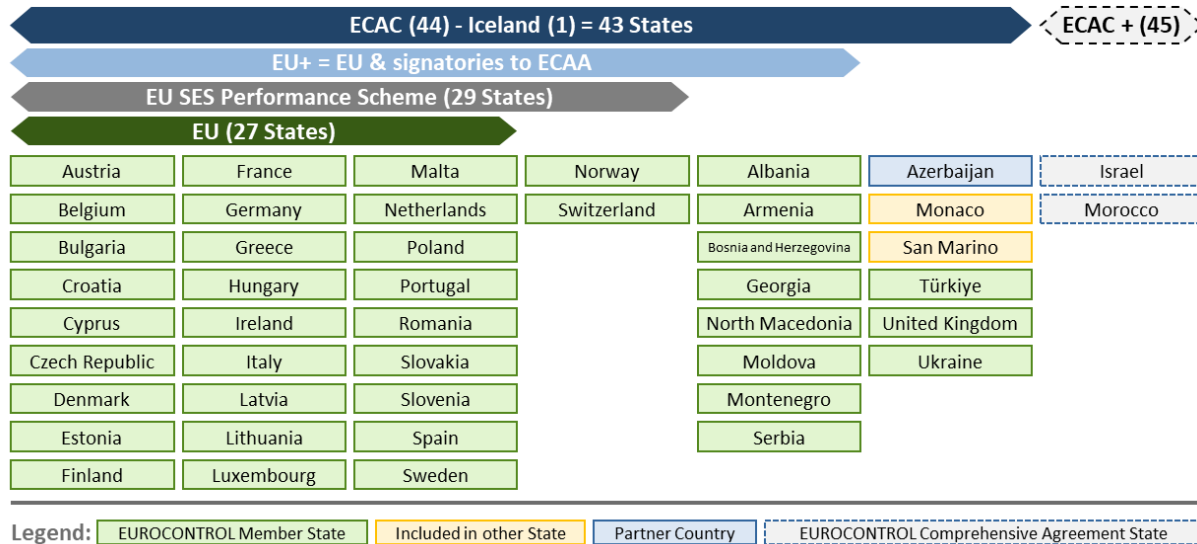 ECAC (44) - Iceland (1) = 43 States
ECAC + (45)
EU+ = EU & signatories to ECAA
EU SES Performance Scheme (29 States)
EU (27 States)
Austria France Malta Norway Albania Azerbaijan Israel
Belgium Germany Netherlands Switzerland Armenia Monaco Morocco
Bulgaria Greece Poland Bosnia and Herzegovina San Marino
Croatia Hungary Portugal Georgia Türkiye
Cyprus Ireland Romania North Macedonia United Kingdom
Czech Republic Italy Slovakia Moldova Ukraine
Denmark Latvia Slovenia Montenegro
Estonia Lithuania Spain Serbia
Finland Luxembourg Sweden
Legend: EUROCONTROL Member State Included in other State Partner Country EUROCONTROL Comprehensive Agreement State